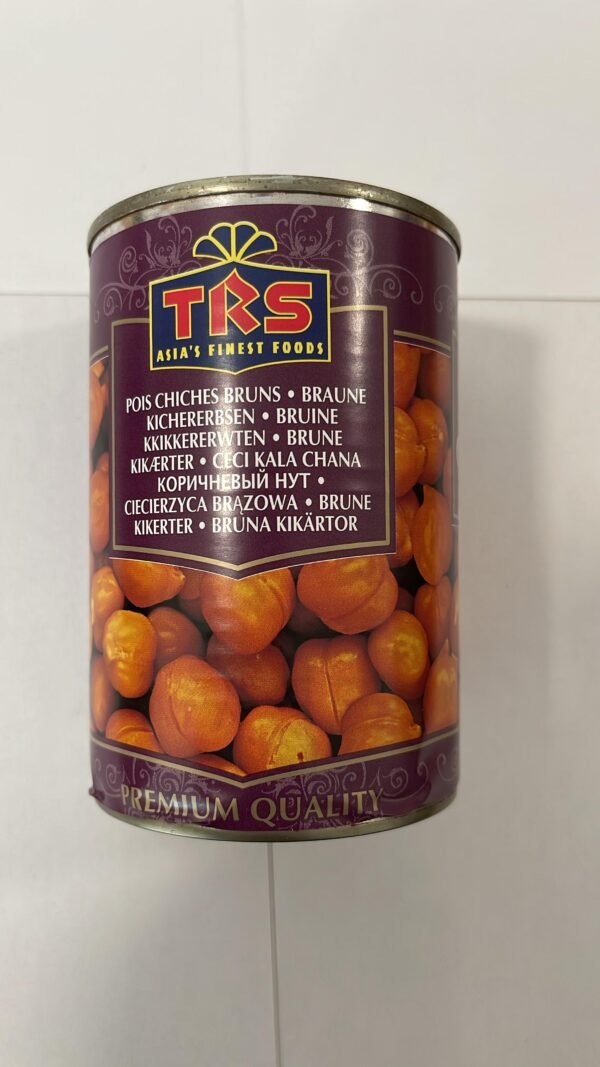 TRS
ASIA'S FINEST FOODS
POIS CHICHES BRUNS • BRAUNE
KICHERERBSEN • BRUINE
KKIKKERERWTEN • BRUNE
KIKÆRTER • CECI KALA CHANA
КОРИЧНЕВЫЙ НУТ •
CIECIERZYCA BRĄZOWA • BRUNE
KIKERTER • BRUNA KIKÄRTOR
PREMIUM QUALITY